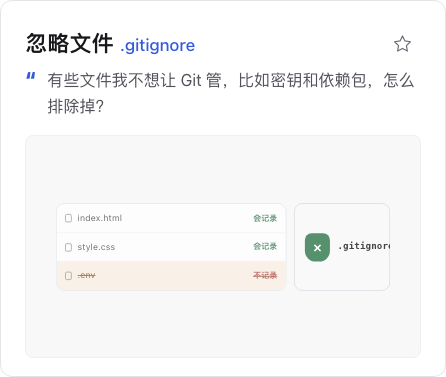 忽略文件 .gitignore
“ 有些文件我不想让 Git 管，比如密钥和依赖包，怎么
排除掉？
index.html 会记录
style.css 会记录
.env 不记录
× .gitignore